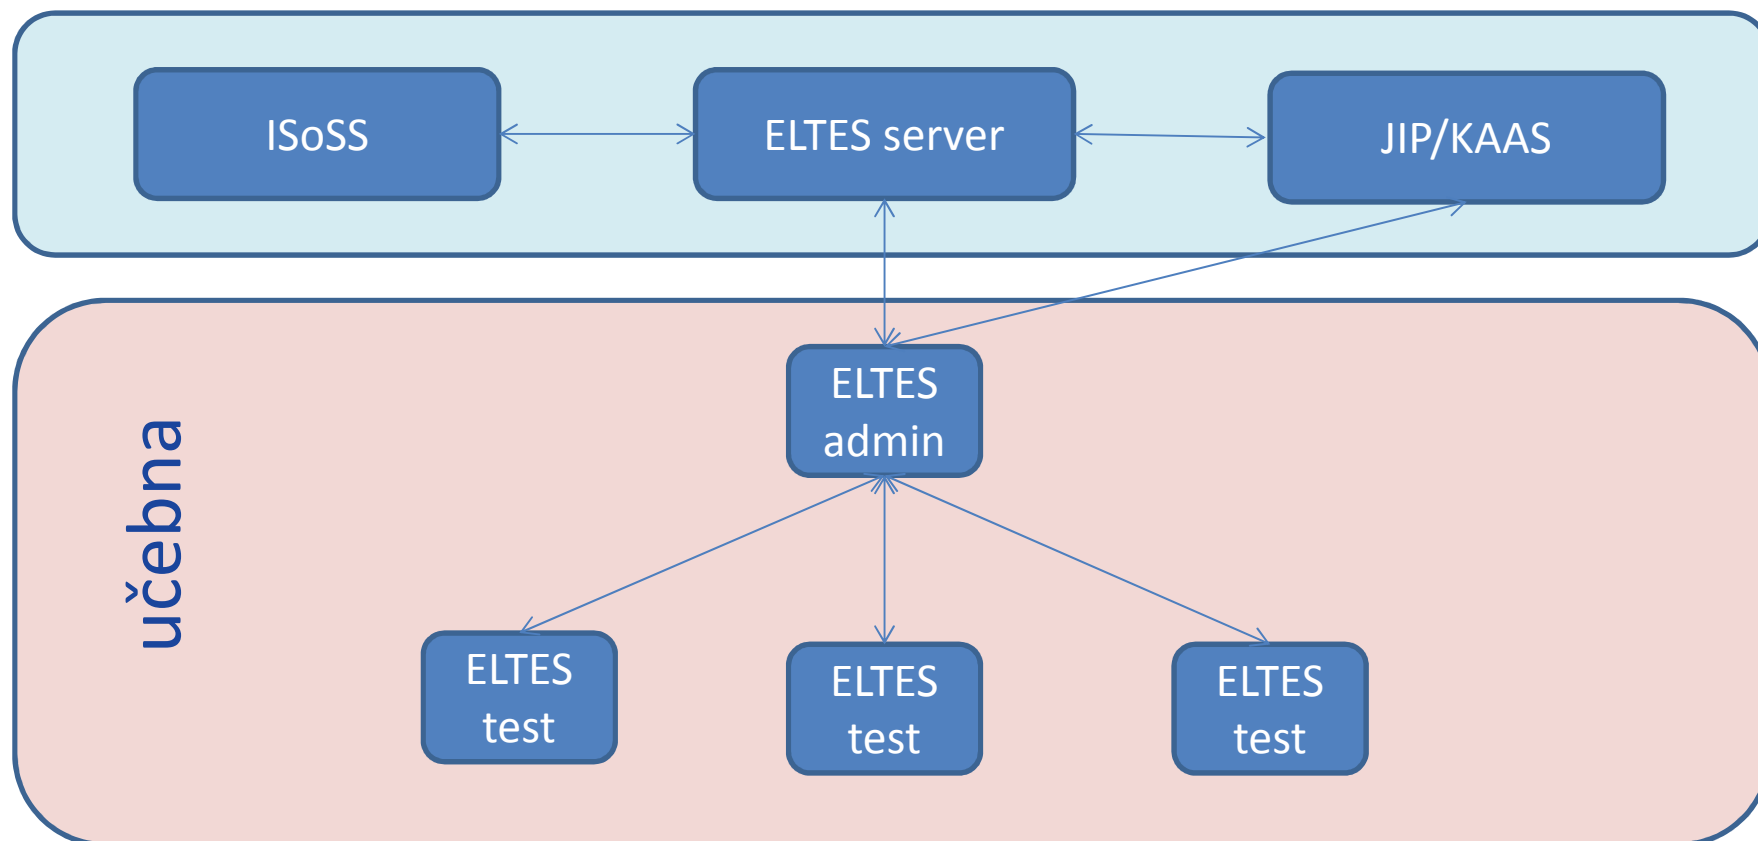 ISoSS
ELTES server
JIP/KAAS
učebna
ELTES
admin
ELTES
test
ELTES
test
ELTES
test